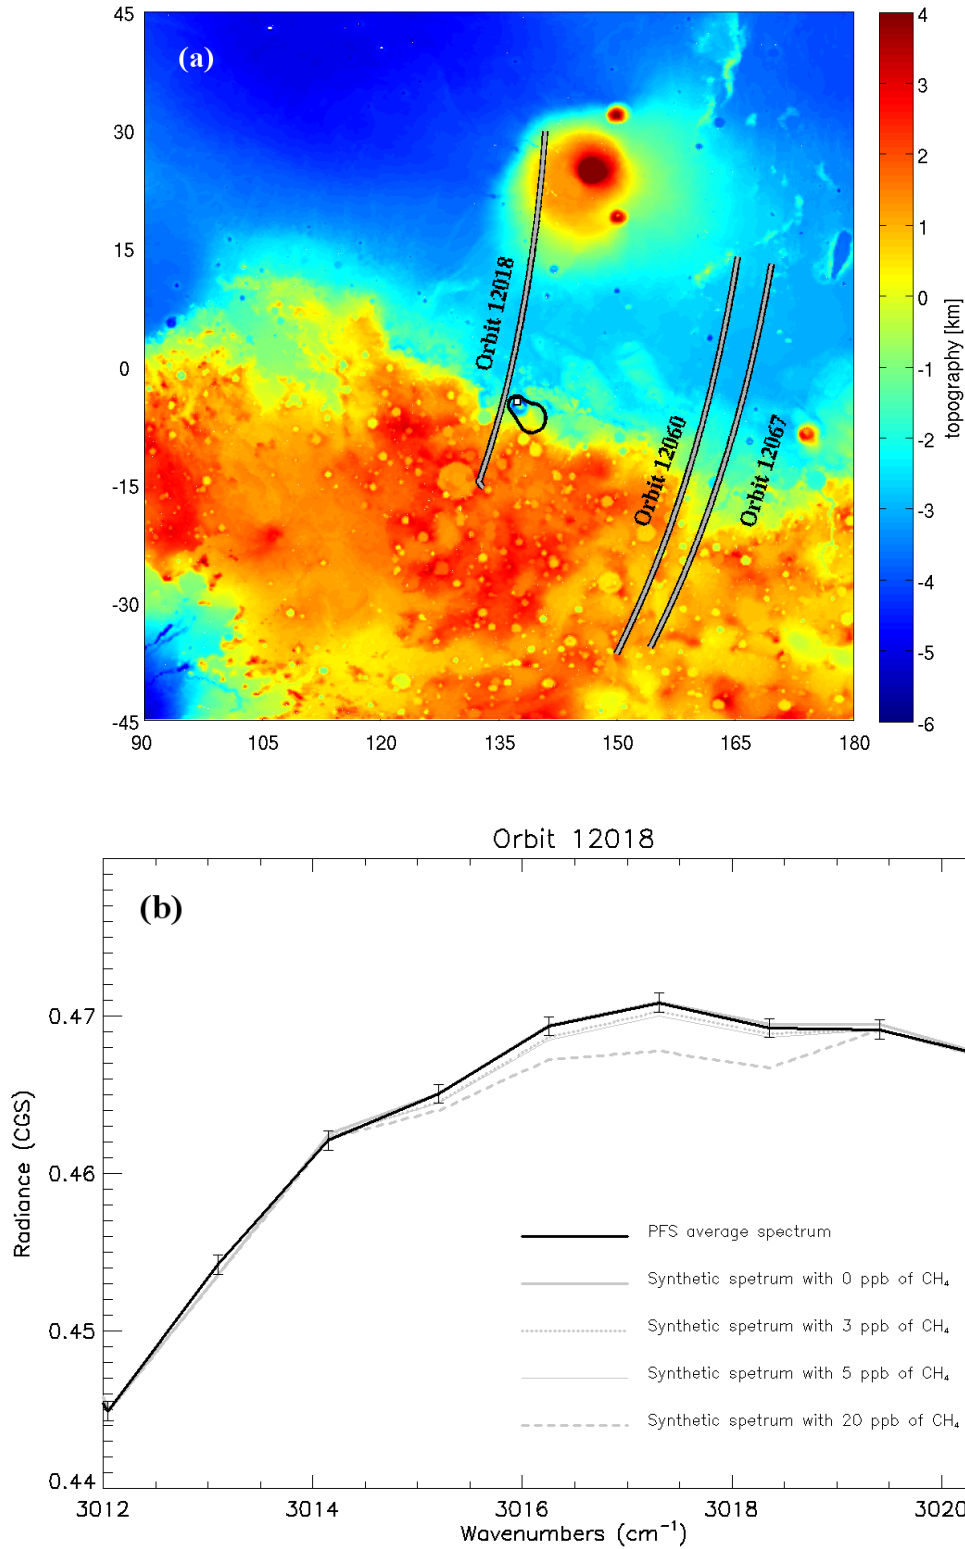 (a)
45
30
15
0
-15
-30
-45
90 105 120 135 150 165 180
Orbit 12018
Orbit 12060
Orbit 12067
4
3
2
1
0
-1
-2
-3
-4
-5
-6
topography [km]
Orbit 12018
(b)
0.47
0.46
0.45
0.44
Radiance (CGS)
PFS average spectrum
Synthetic spetrum with 0 ppb of CH₄
Synthetic spetrum with 3 ppb of CH₄
Synthetic spetrum with 5 ppb of CH₄
Synthetic spetrum with 20 ppb of CH₄
3012 3014 3016 3018 3020
Wavenumbers (cm⁻¹)